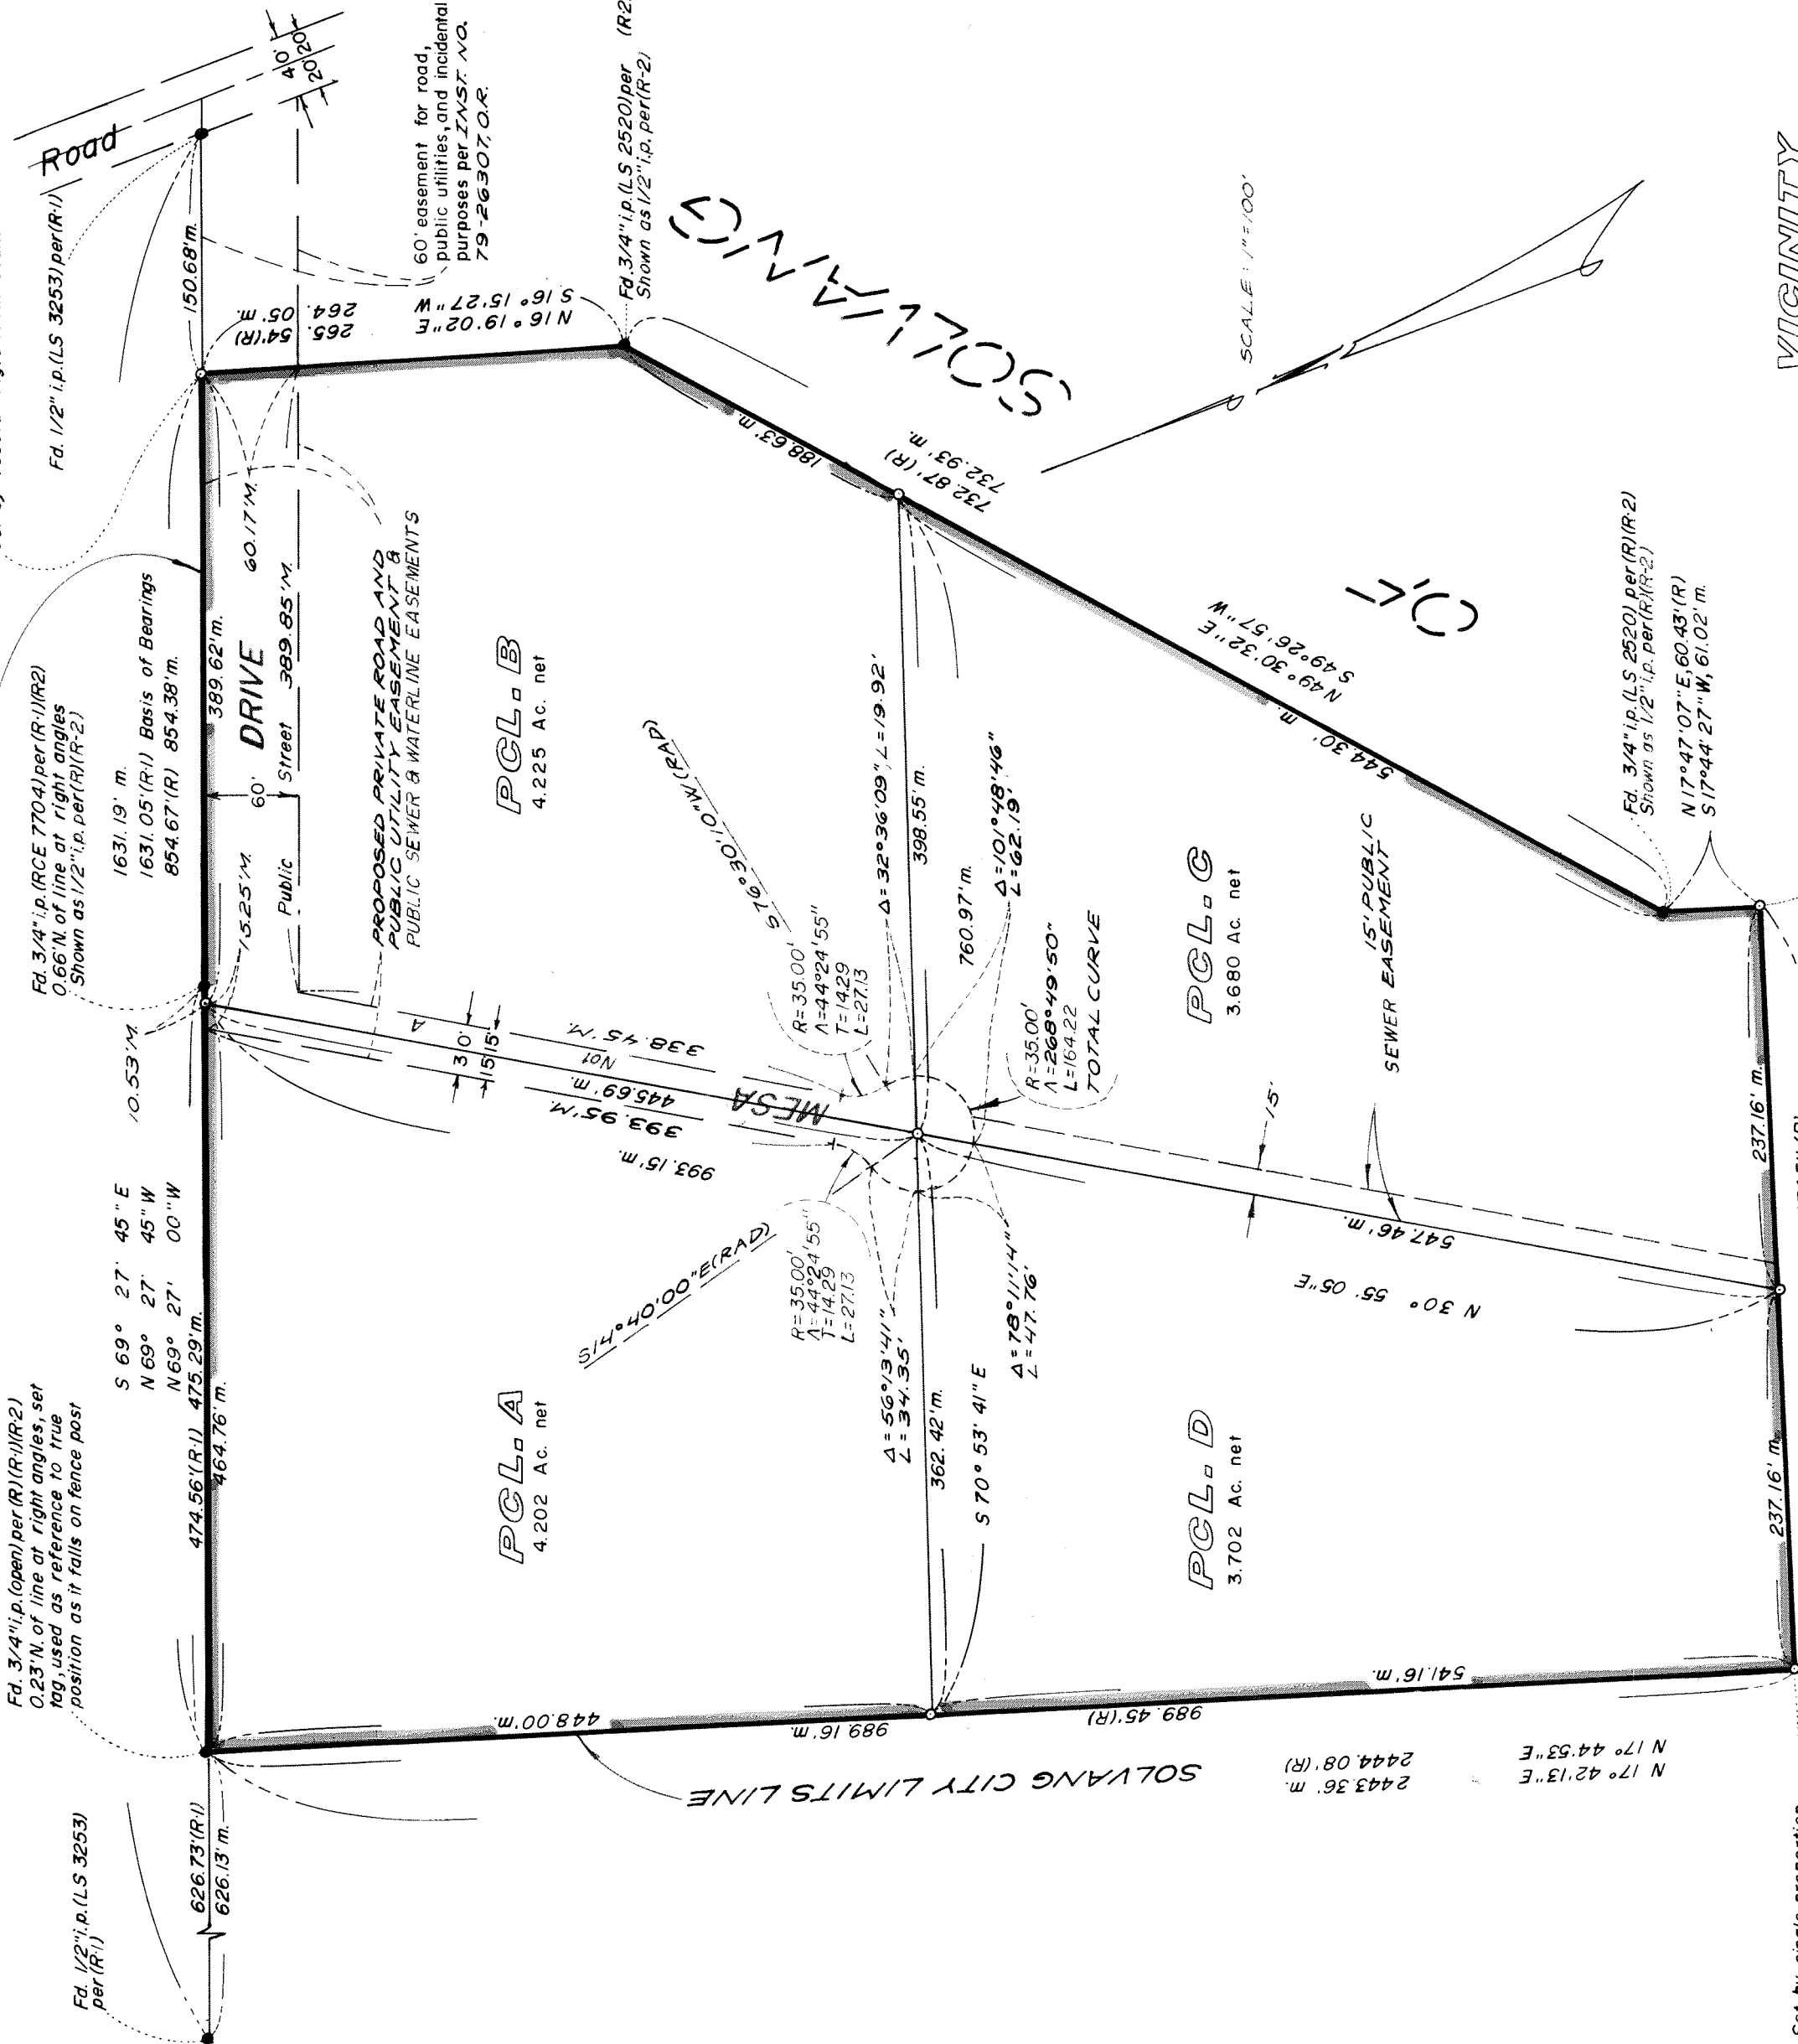 Fd. 1/2" i.p.(LS 3253)
per (R-1)
626.73'(R-1)
626.13' m.
Fd. 3/4" i.p.(open) per (R)(R-1)(R-2)
0.23' N. of line at right angles, set
tag, used as reference to true
position as it falls on fence post
S 69° 27' 45" E
N 69° 27' 45" W
N 69° 27' 00" W
474.56'(R-1) 475.29' m.
464.76' m.
10.53' M.
Fd. 3/4" i.p. (RCE 7704) per (R-1)(R2)
0.66' N. of line at right angles
Shown as 1/2" i.p. per (R)(R-2)
1631.19' m.
1631.05'(R-1) Basis of Bearings
854.67'(R) 854.38' m.
15.25' M.
389.62' m.
60' DRIVE 60.17' M.
Public Street 389.85' M.
PROPOSED PRIVATE ROAD AND
PUBLIC UTILITY EASEMENT &
PUBLIC SEWER & WATERLINE EASEMENTS
Fd. 1/2" i.p.(LS 3253) per (R-1)
150.68' m.
Road
40'
20' 20'
60' easement for road,
public utilities, and incidental
purposes per INST. NO.
79-26307, O.R.
265.54'(R)
264.05' m.
N 16° 19' 02" E
S 16° 15' 27" W
Fd. 3/4" i.p. (LS 2520) per
Shown as 1/2" i.p. per (R-2)
188.63' m.
732.87' (R)
732.93' m.
SOLVANG
SCALE: 1"=100'
PCL. A
4.202 Ac. net
PCL. B
4.225 Ac. net
30'
15' 15'
338.45' M.
445.69' m.
393.95' M.
993.15' m.
MESA
S 14° 40' 00" E (RAD)
S 76° 30' 10" W (RAD)
R=35.00'
Δ=44° 24' 55"
T=14.29
L=27.13
R=35.00'
Δ=44° 24' 55"
T=14.29
L=27.13
Δ=56° 13' 41"
L=34.35'
Δ=32° 36' 09", L=19.92'
362.42' m.
398.55' m.
760.97' m.
S 70° 53' 41" E
Δ=78° 11' 14"
L=47.76'
Δ=101° 48' 46"
L=62.19'
R=35.00'
Δ=268° 49' 50"
L=164.22
TOTAL CURVE
PCL. D
3.702 Ac. net
PCL. C
3.680 Ac. net
15'
15' PUBLIC
SEWER EASEMENT
547.46' m.
N 30° 55' 05" E
N 49° 30' 32" E
S 49° 26' 57" W
544.30' m.
OF
Fd. 3/4" i.p. (LS 2520) per (R)(R-2)
Shown as 1/2" i.p. per (R)(R-2)
N 17° 47' 07" E, 60.43' (R)
S 17° 44' 27" W, 61.02' m.
237.16' m.
237.16' m.
448.00' m.
989.16' m.
989.45' (R)
541.16' m.
SOLVANG CITY LIMITS LINE
2443.36' m.
2444.08' (R)
N 17° 42' 13" E
N 17° 44' 53" E
VICINITY